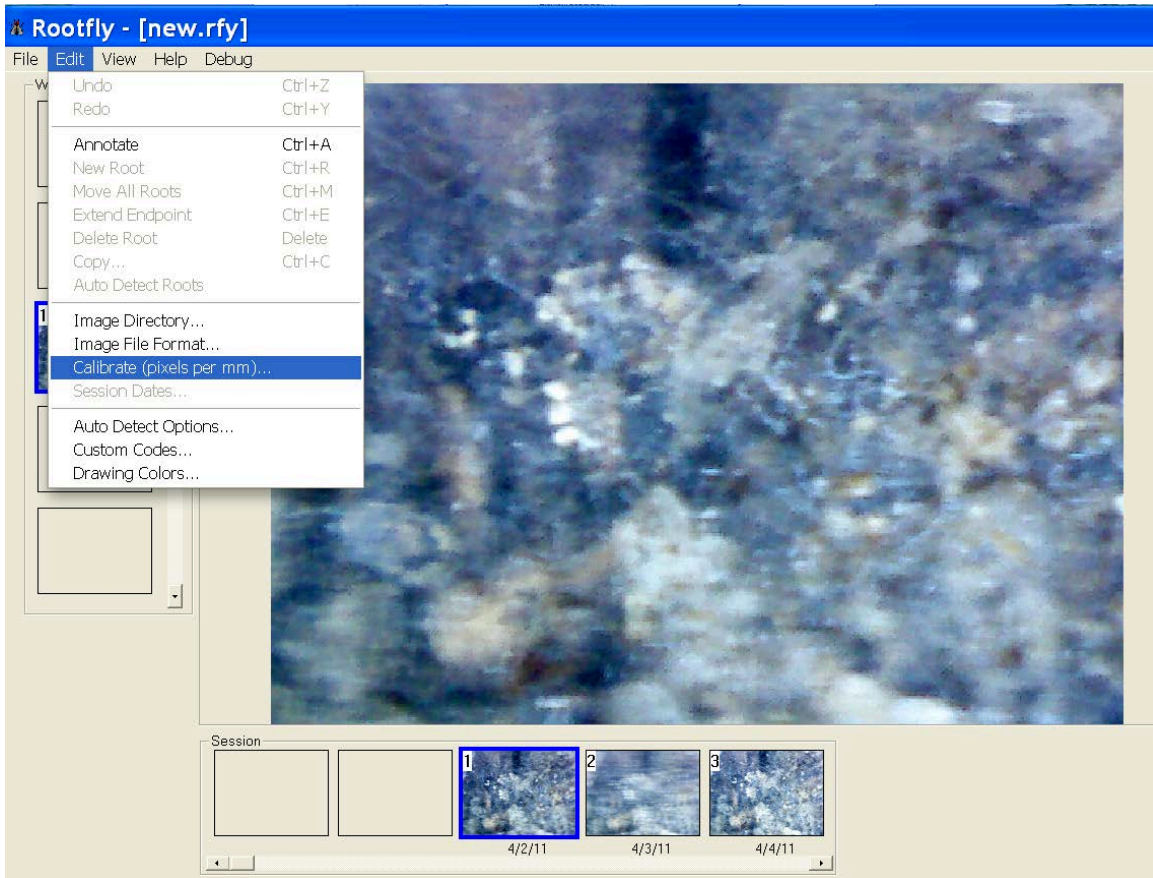 Rootfly - [new.rfy]
File Edit View Help Debug
W
Undo Ctrl+Z
Redo Ctrl+Y
Annotate Ctrl+A
New Root Ctrl+R
Move All Roots Ctrl+M
Extend Endpoint Ctrl+E
Delete Root Delete
Copy... Ctrl+C
Auto Detect Roots
1
Image Directory...
Image File Format...
Calibrate (pixels per mm)...
Session Dates...
Auto Detect Options...
Custom Codes...
Drawing Colors...
Session
1 2 3
4/2/11 4/3/11 4/4/11